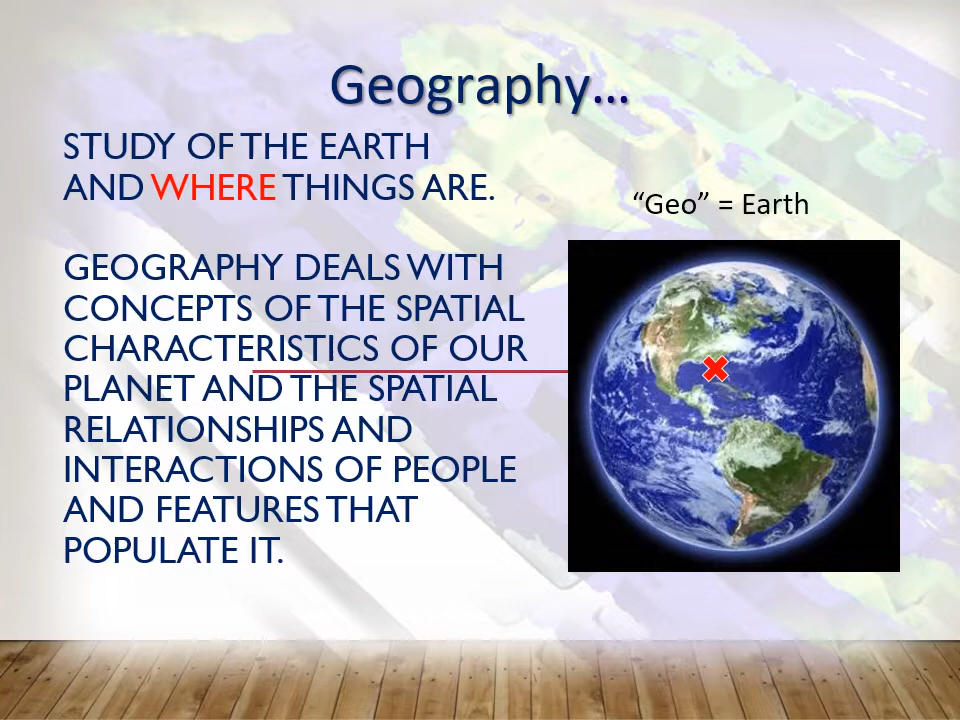 Geography...
STUDY OF THE EARTH
AND WHERE THINGS ARE.
“Geo” = Earth
GEOGRAPHY DEALS WITH
CONCEPTS OF THE SPATIAL
CHARACTERISTICS OF OUR
PLANET AND THE SPATIAL
RELATIONSHIPS AND
INTERACTIONS OF PEOPLE
AND FEATURES THAT
POPULATE IT.